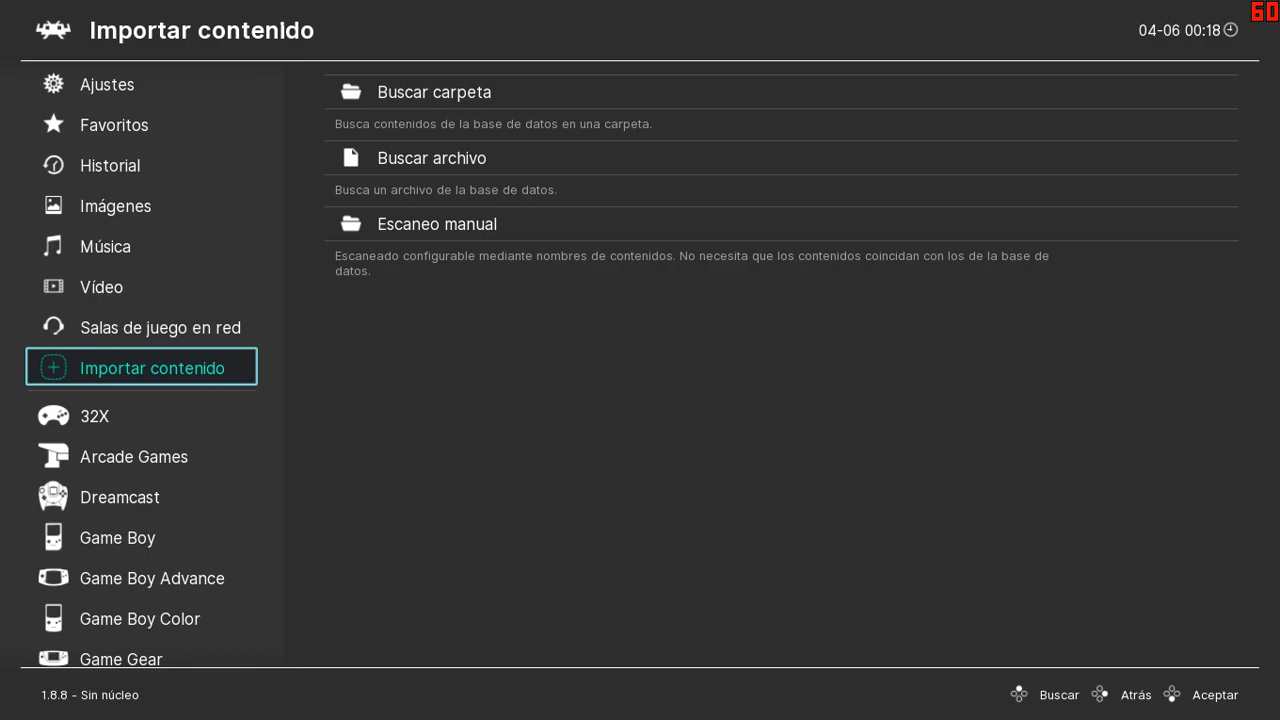 Importar contenido
04-06 00:18
60
Ajustes
Favoritos
Historial
Imágenes
Música
Vídeo
Salas de juego en red
Importar contenido
32X
Arcade Games
Dreamcast
Game Boy
Game Boy Advance
Game Boy Color
Game Gear
Buscar carpeta
Busca contenidos de la base de datos en una carpeta.
Buscar archivo
Busca un archivo de la base de datos.
Escaneo manual
Escaneado configurable mediante nombres de contenidos. No necesita que los contenidos coincidan con los de la base de
datos.
1.8.8 - Sin núcleo
Buscar
Atrás
Aceptar